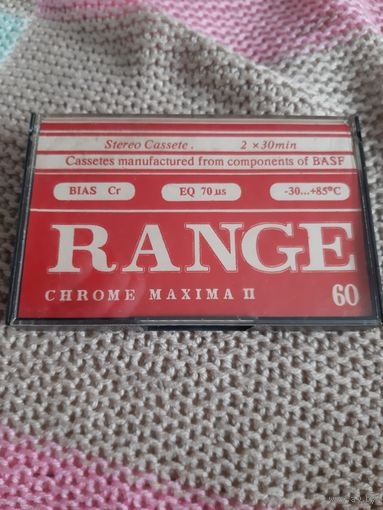 Stereo Cassete. 2 × 30min
Cassetes manufactured from components of BASF
BIAS Cr EQ 70 us -30...+85°C
RANGE
CHROME MAXIMA II 60